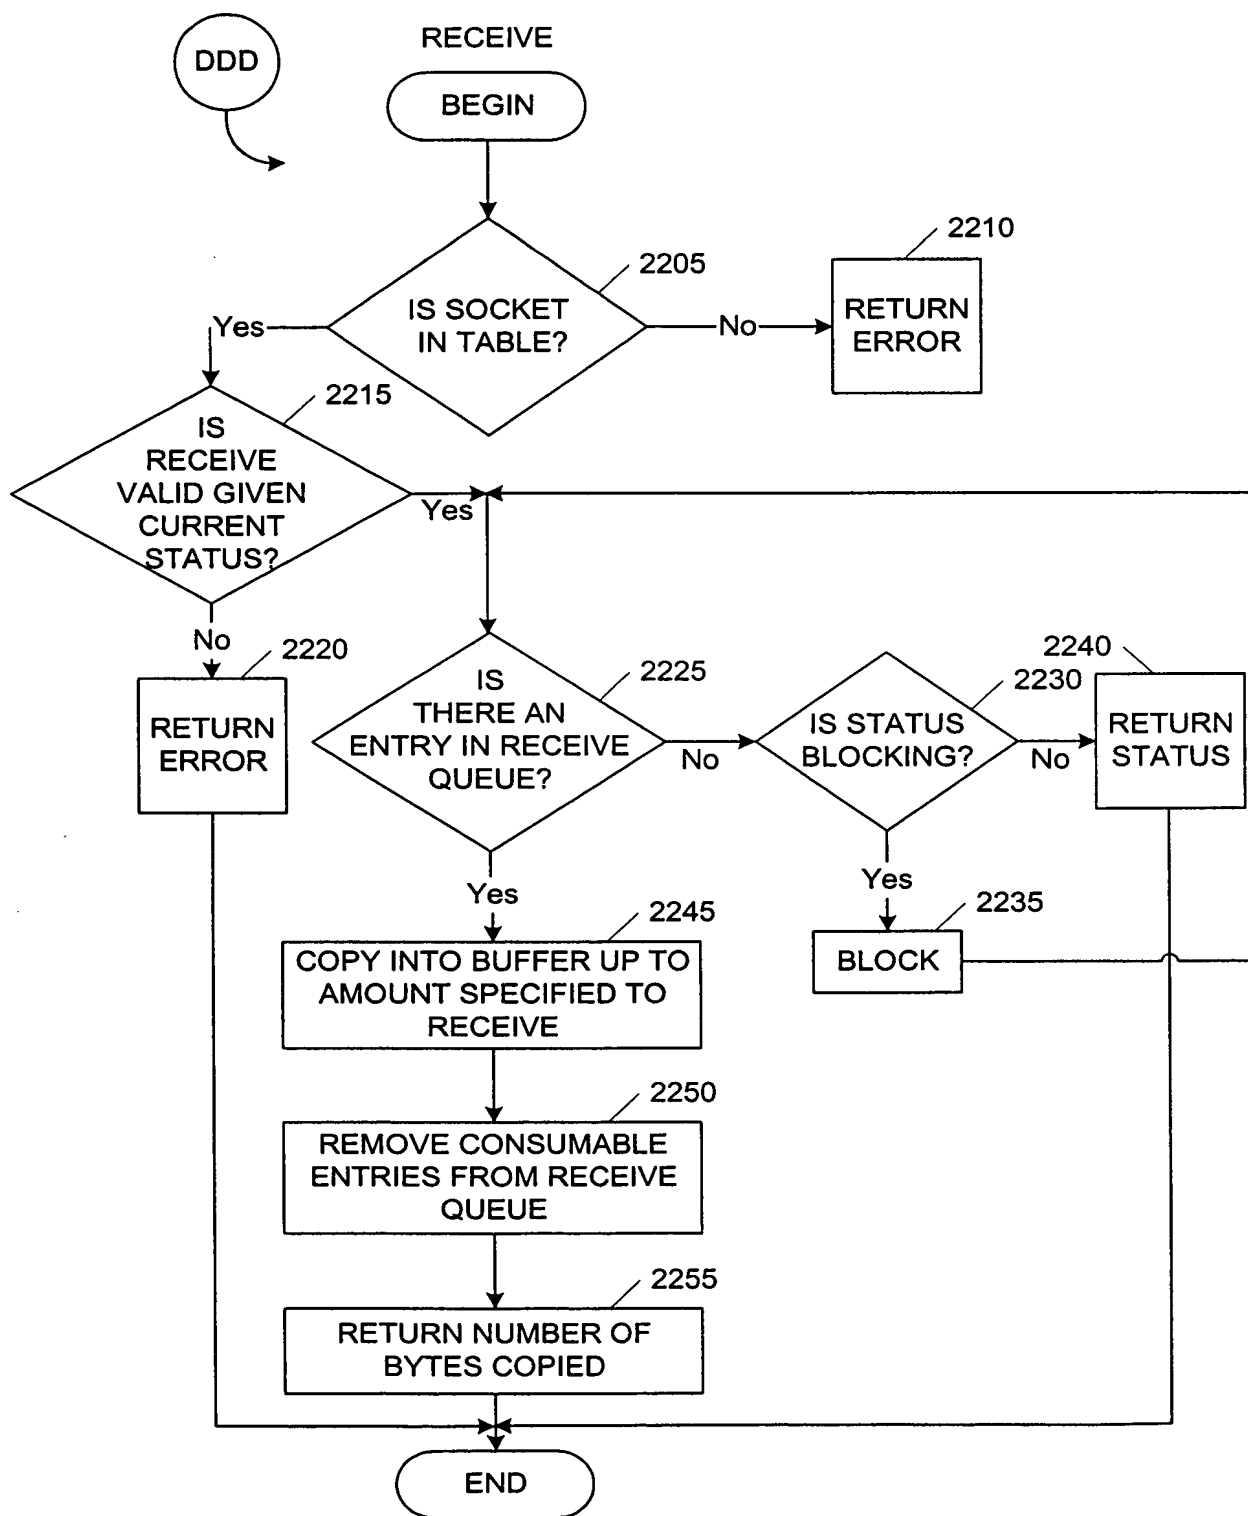 DDD
RECEIVE
BEGIN
2205
2210
IS SOCKET
IN TABLE?
Yes
No
RETURN
ERROR
2215
IS
RECEIVE
VALID GIVEN
CURRENT
STATUS?
Yes
No
2220
RETURN
ERROR
2225
IS
THERE AN
ENTRY IN RECEIVE
QUEUE?
No
2230
IS STATUS
BLOCKING?
No
2240
RETURN
STATUS
Yes
Yes
2235
BLOCK
2245
COPY INTO BUFFER UP TO
AMOUNT SPECIFIED TO
RECEIVE
2250
REMOVE CONSUMABLE
ENTRIES FROM RECEIVE
QUEUE
2255
RETURN NUMBER OF
BYTES COPIED
END